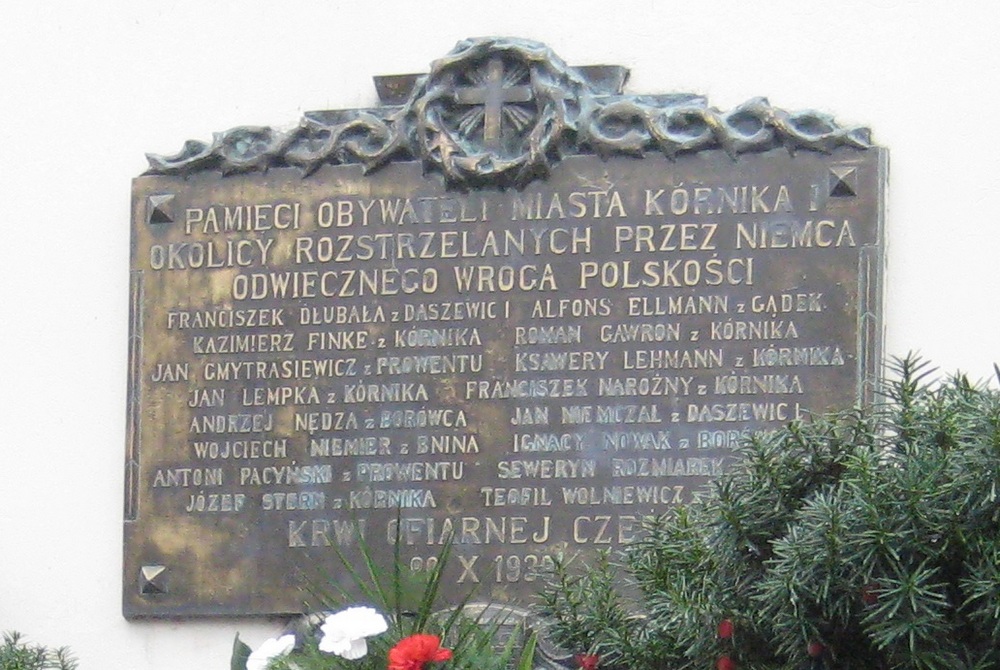 PAMIĘCI OBYWATELI MIASTA KÓRNIKA I
OKOLICY ROZSTRZELANYCH PRZEZ NIEMCA
ODWIECZNEGO WROGA POLSKOŚCI
FRANCISZEK DŁUBAŁA z DASZEWIC I ALFONS ELLMANN z GĄDEK
KAZIMIERZ FINKE z KÓRNIKA ROMAN GAWRON z KÓRNIKA
JAN GMYTRASIEWICZ z PROWENTU KSAWERY LEHMANN z KÓRNIKA
JAN LEMPKA z KÓRNIKA FRANCISZEK NAROŻNY z KÓRNIKA
ANDRZEJ NĘDZA z BORÓWCA JAN NIEMCZAL z DASZEWIC I
WOJCIECH NIEMIER z BNINA IGNACY NOWAK z
ANTONI PACYŃSKI z PROWENTU SEWERYN ROZMIAREK
JÓZEF STERN z KÓRNIKA TEOFIL WOLNIEWICZ z
KRWI OFIARNEJ
X 1939